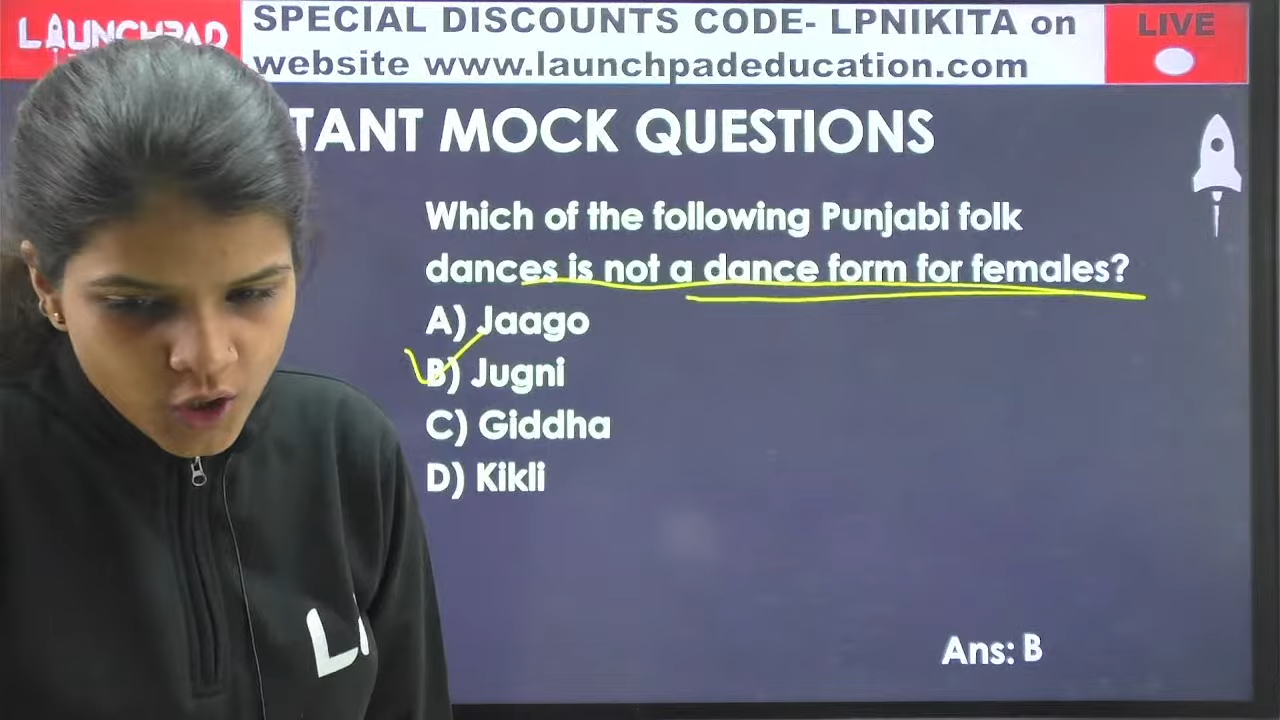 LAUNCHPAD
SPECIAL DISCOUNTS CODE- LPNIKITA on
website www.launchpadeducation.com
LIVE
TANT MOCK QUESTIONS
Which of the following Punjabi folk
dances is not a dance form for females?
A) Jaago
B) Jugni
C) Giddha
D) Kikli
Ans: B